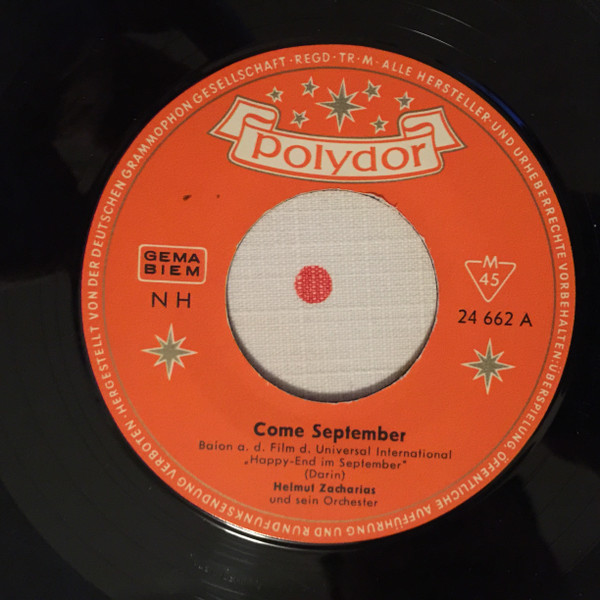 HERGESTELLT VON DER DEUTSCHEN GRAMMOPHON GESELLSCHAFT · REGD · TR · M · ALLE HERSTELLER- UND URHEBERRECHTE VORBEHALTEN · ÜBERSPIELUNG ÖFFENTLICHE AUFFÜHRUNG UND RUNDFUNKSENDUNG VERBOTEN ·
Polydor
GEMA
BIEM
NH
M
45
24 662 A
Come September
Baion a. d. Film d. Universal International
„Happy-End im September"
(Darin)
Helmut Zacharias
und sein Orchester